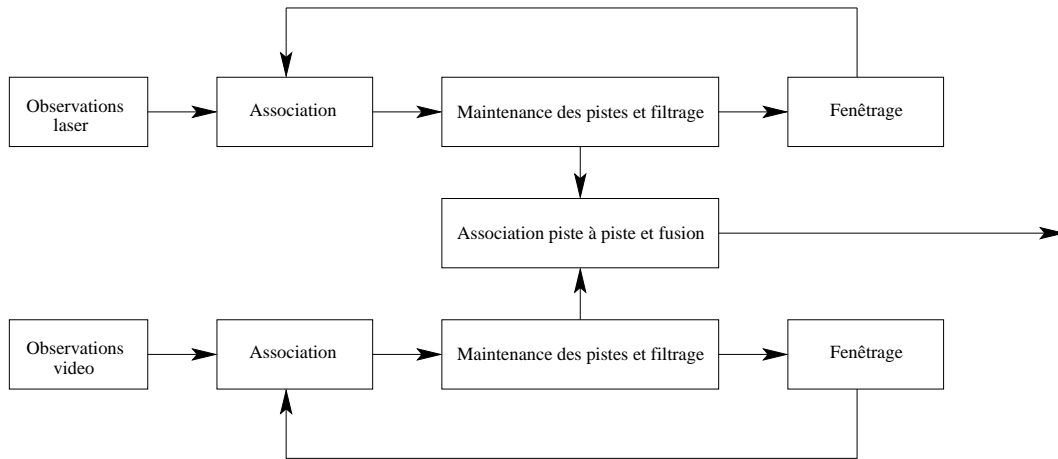 Observations
laser
Association
Maintenance des pistes et filtrage
Fenêtrage
Association piste à piste et fusion
Observations
video
Association
Maintenance des pistes et filtrage
Fenêtrage